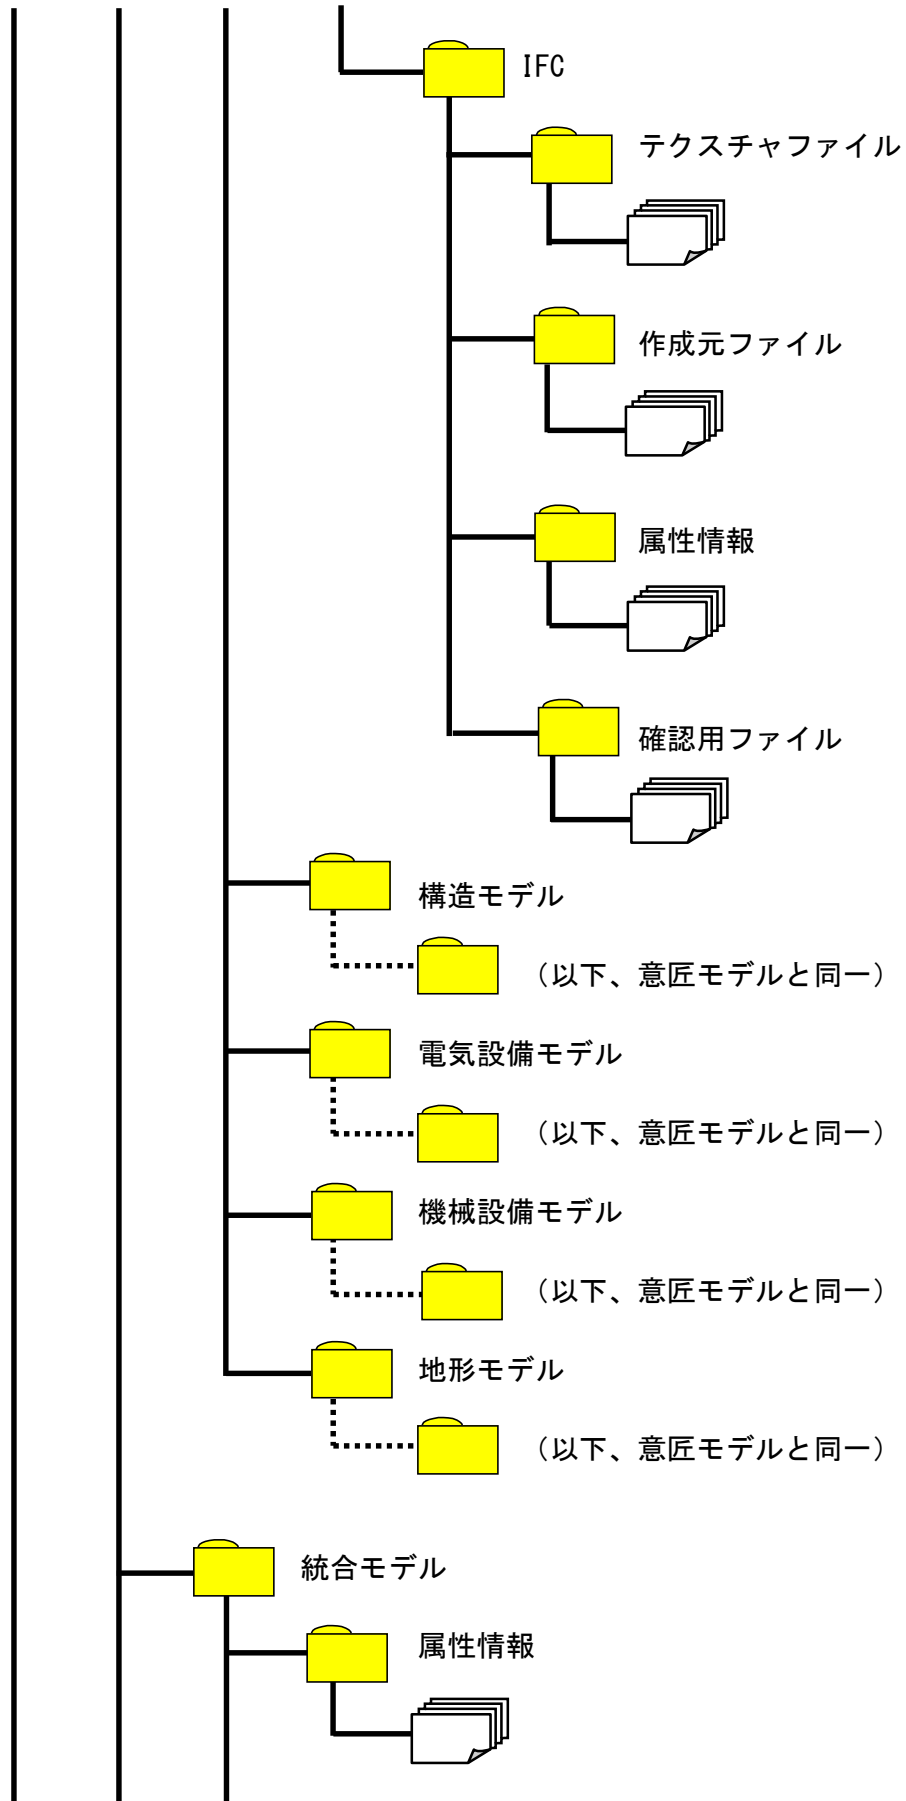 IFC
テクスチャファイル
作成元ファイル
属性情報
確認用ファイル
構造モデル
（以下、意匠モデルと同一）
電気設備モデル
（以下、意匠モデルと同一）
機械設備モデル
（以下、意匠モデルと同一）
地形モデル
（以下、意匠モデルと同一）
統合モデル
属性情報